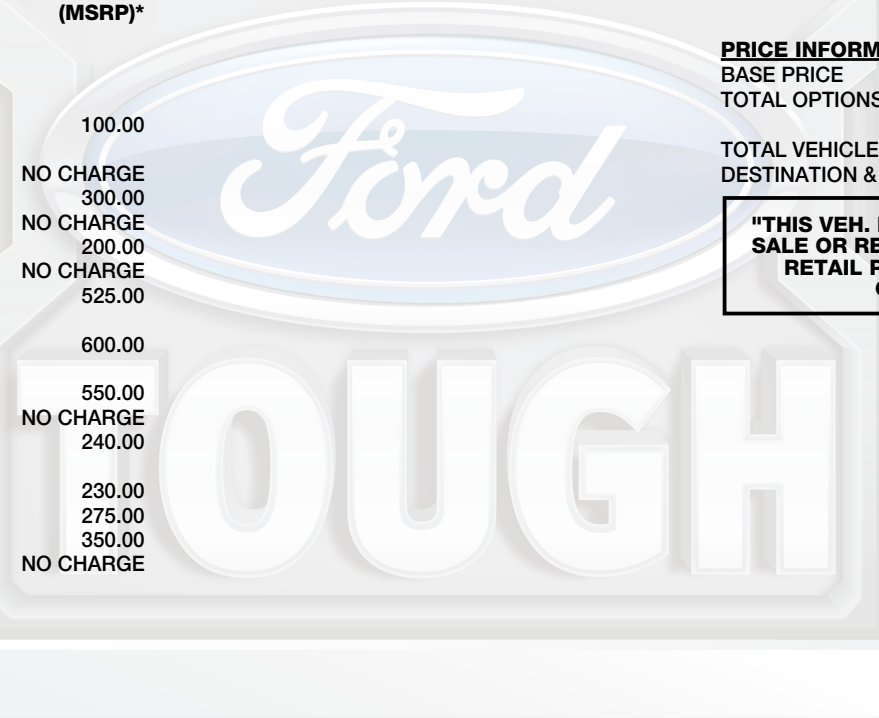 (MSRP)*
100.00
NO CHARGE
300.00
NO CHARGE
200.00
NO CHARGE
525.00
600.00
550.00
NO CHARGE
240.00
230.00
275.00
350.00
NO CHARGE
PRICE INFORM
BASE PRICE
TOTAL OPTIONS
TOTAL VEHICLE
DESTINATION &
"THIS VEH.
SALE OR RE
RETAIL P
Ford
TOUGH